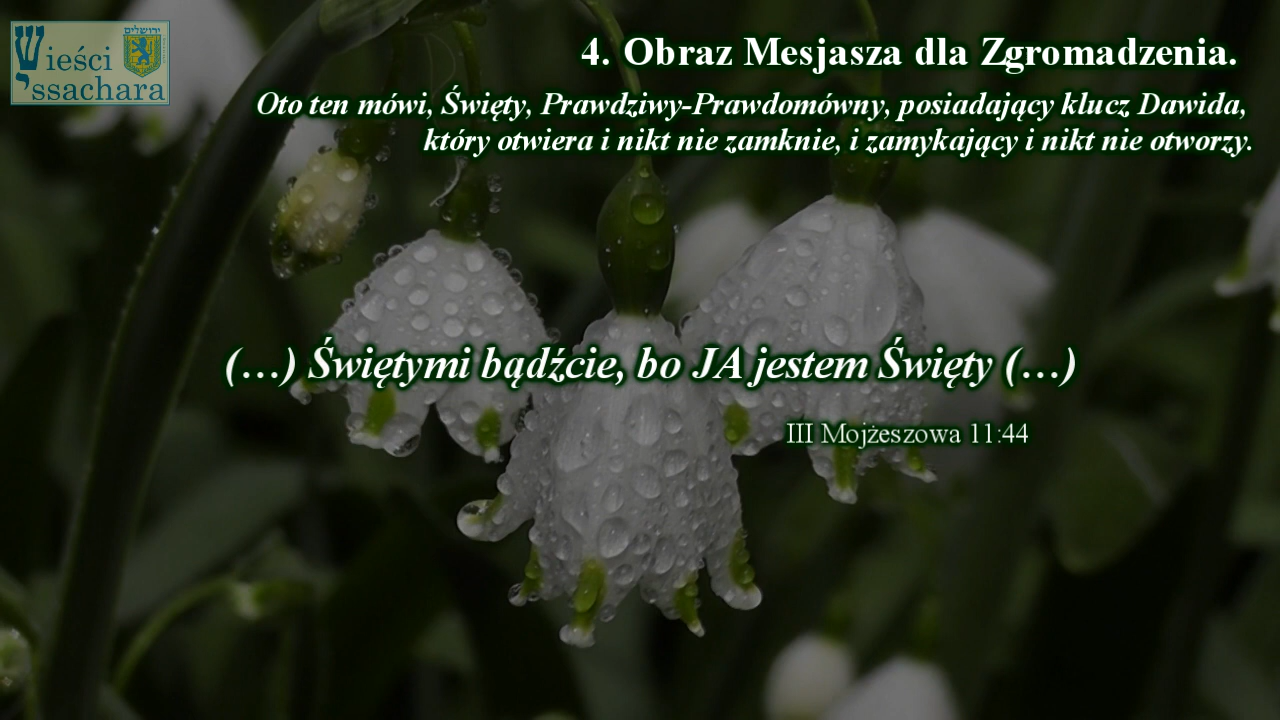 ירושלים
Wieści
Issachara
4. Obraz Mesjasza dla Zgromadzenia.
Oto ten mówi, Święty, Prawdziwy-Prawdomówny, posiadający klucz Dawida,
który otwiera i nikt nie zamknie, i zamykający i nikt nie otworzy.
(…) Świętymi bądźcie, bo JA jestem Święty (…)
III Mojżeszowa 11:44